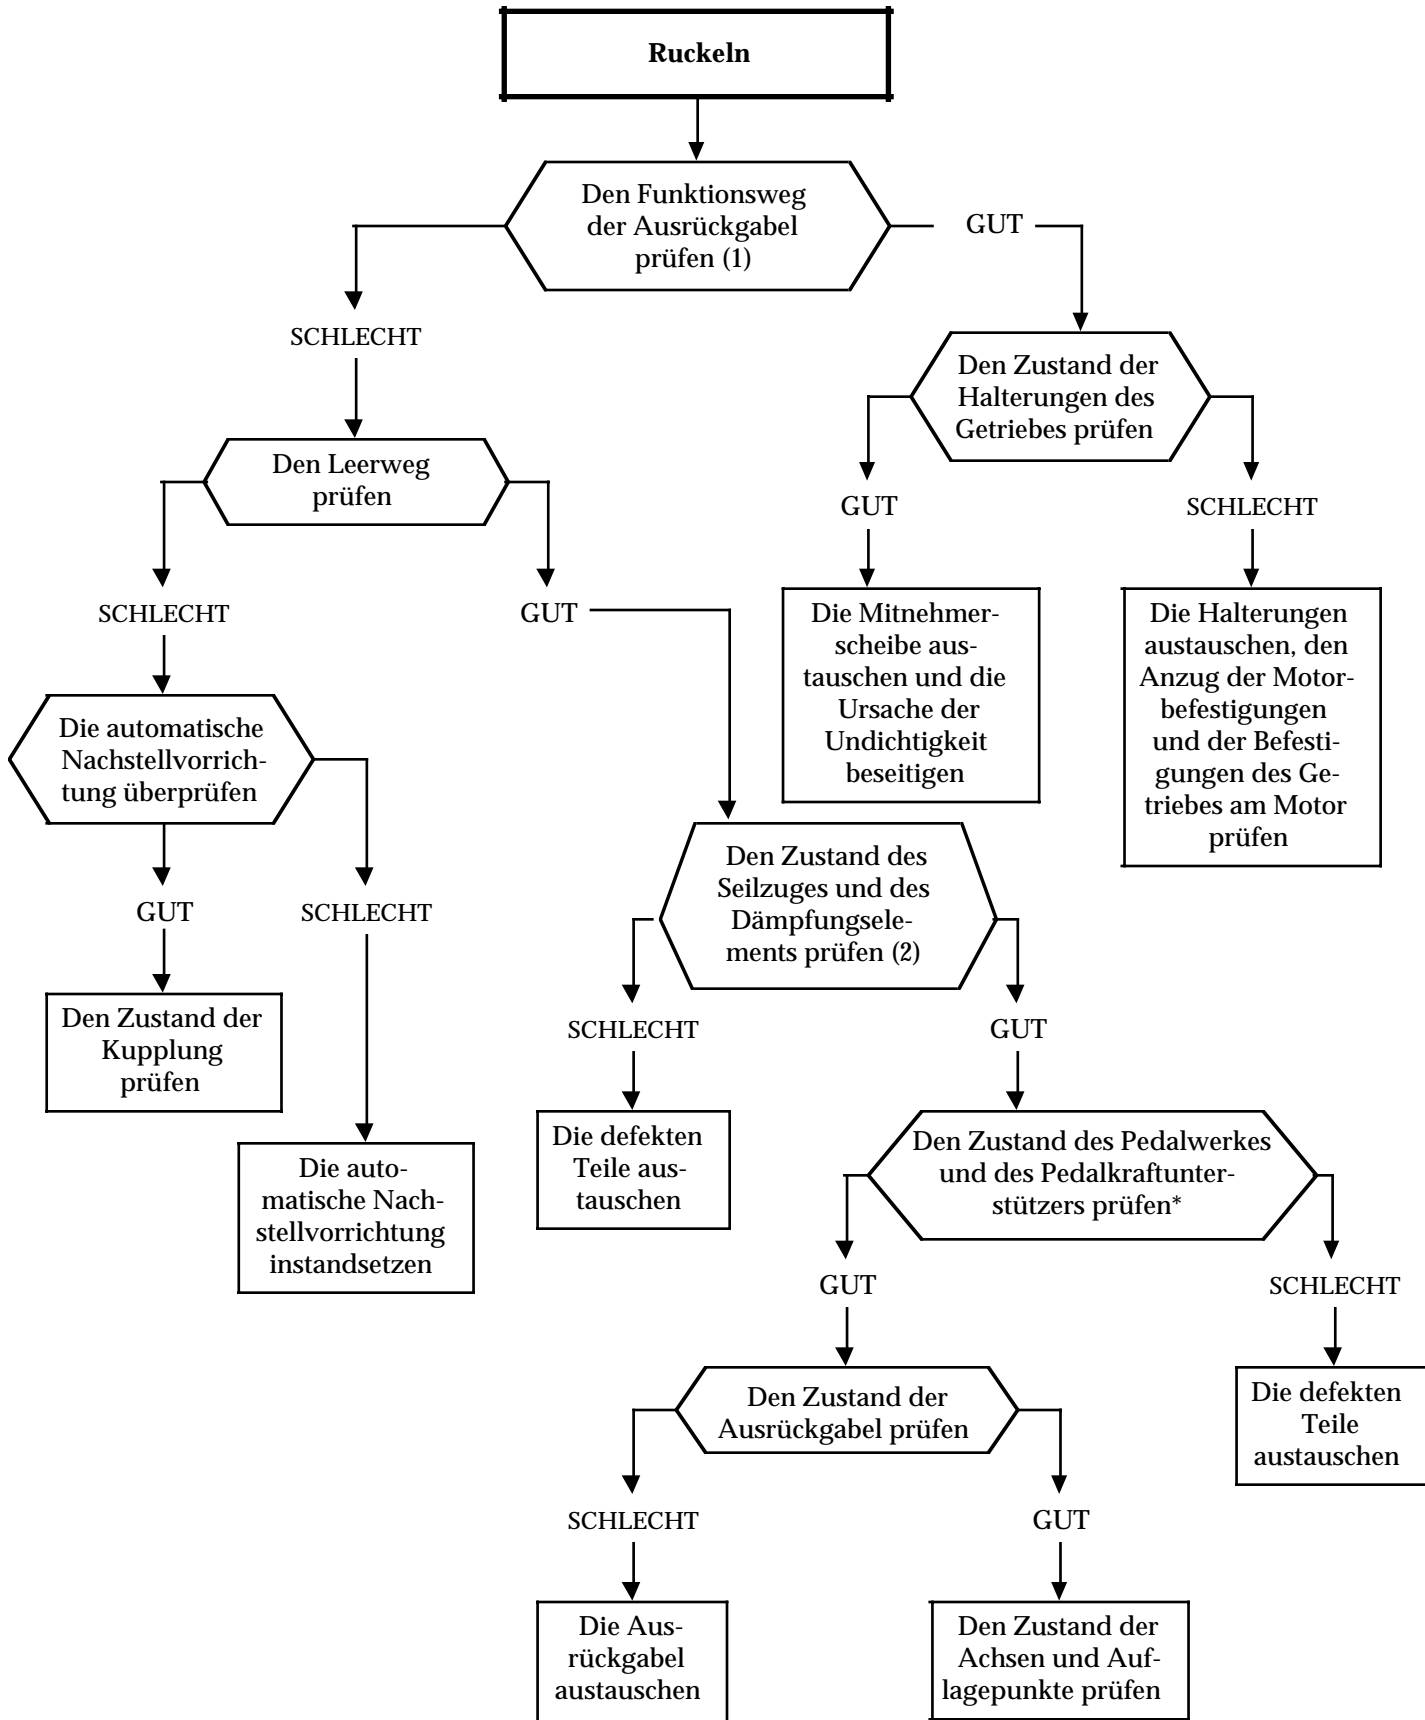 Ruckeln
Den Funktionsweg
der Ausrückgabel
prüfen (1)
GUT
SCHLECHT
Den Zustand der
Halterungen des
Getriebes prüfen
Den Leerweg
prüfen
GUT
SCHLECHT
SCHLECHT
GUT
Die Mitnehmer-
scheibe aus-
tauschen und die
Ursache der
Undichtigkeit
beseitigen
Die Halterungen
austauschen, den
Anzug der Motor-
befestigungen
und der Befesti-
gungen des Ge-
triebes am Motor
prüfen
Die automatische
Nachstellvorrich-
tung überprüfen
Den Zustand des
Seilzuges und des
Dämpfungsele-
ments prüfen (2)
GUT
SCHLECHT
Den Zustand der
Kupplung
prüfen
SCHLECHT
GUT
Die auto-
matische Nach-
stellvorrichtung
instandsetzen
Die defekten
Teile aus-
tauschen
Den Zustand des Pedalwerkes
und des Pedalkraftunter-
stützers prüfen*
GUT
SCHLECHT
Den Zustand der
Ausrückgabel prüfen
Die defekten
Teile
austauschen
SCHLECHT
GUT
Die Aus-
rückgabel
austauschen
Den Zustand der
Achsen und Auf-
lagepunkte prüfen